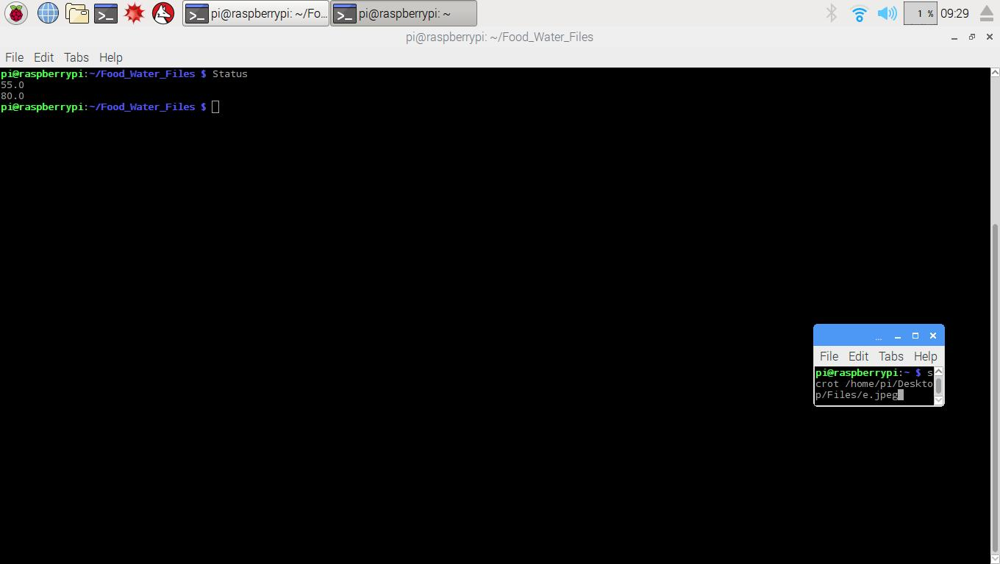 pi@raspberrypi: ~/Fo...
pi@raspberrypi: ~
1 %
09:29
pi@raspberrypi: ~/Food_Water_Files
File Edit Tabs Help
pi@raspberrypi:~/Food_Water_Files $ Status
55.0
80.0
pi@raspberrypi:~/Food_Water_Files $
...
File Edit Tabs Help
pi@raspberrypi:~ $ s
crot /home/pi/Deskto
p/Files/e.jpeg